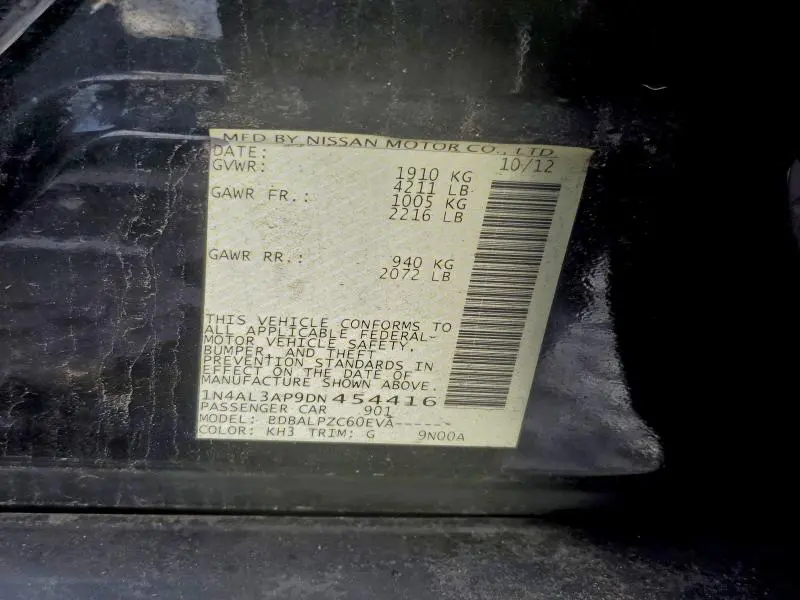 MFD BY NISSAN MOTOR CO., LTD
DATE: 10/12
GVWR: 1910 KG
4211 LB
GAWR FR.: 1005 KG
2216 LB
GAWR RR.: 940 KG
2072 LB
THIS VEHICLE CONFORMS TO
ALL APPLICABLE FEDERAL
MOTOR VEHICLE SAFETY,
BUMPER, AND THEFT
PREVENTION STANDARDS IN
EFFECT ON THE DATE OF
MANUFACTURE SHOWN ABOVE.
1N4AL3AP9DN454416
PASSENGER CAR 901
MODEL: BDBALPZC60EVA------
COLOR: KH3 TRIM: G 9N00A